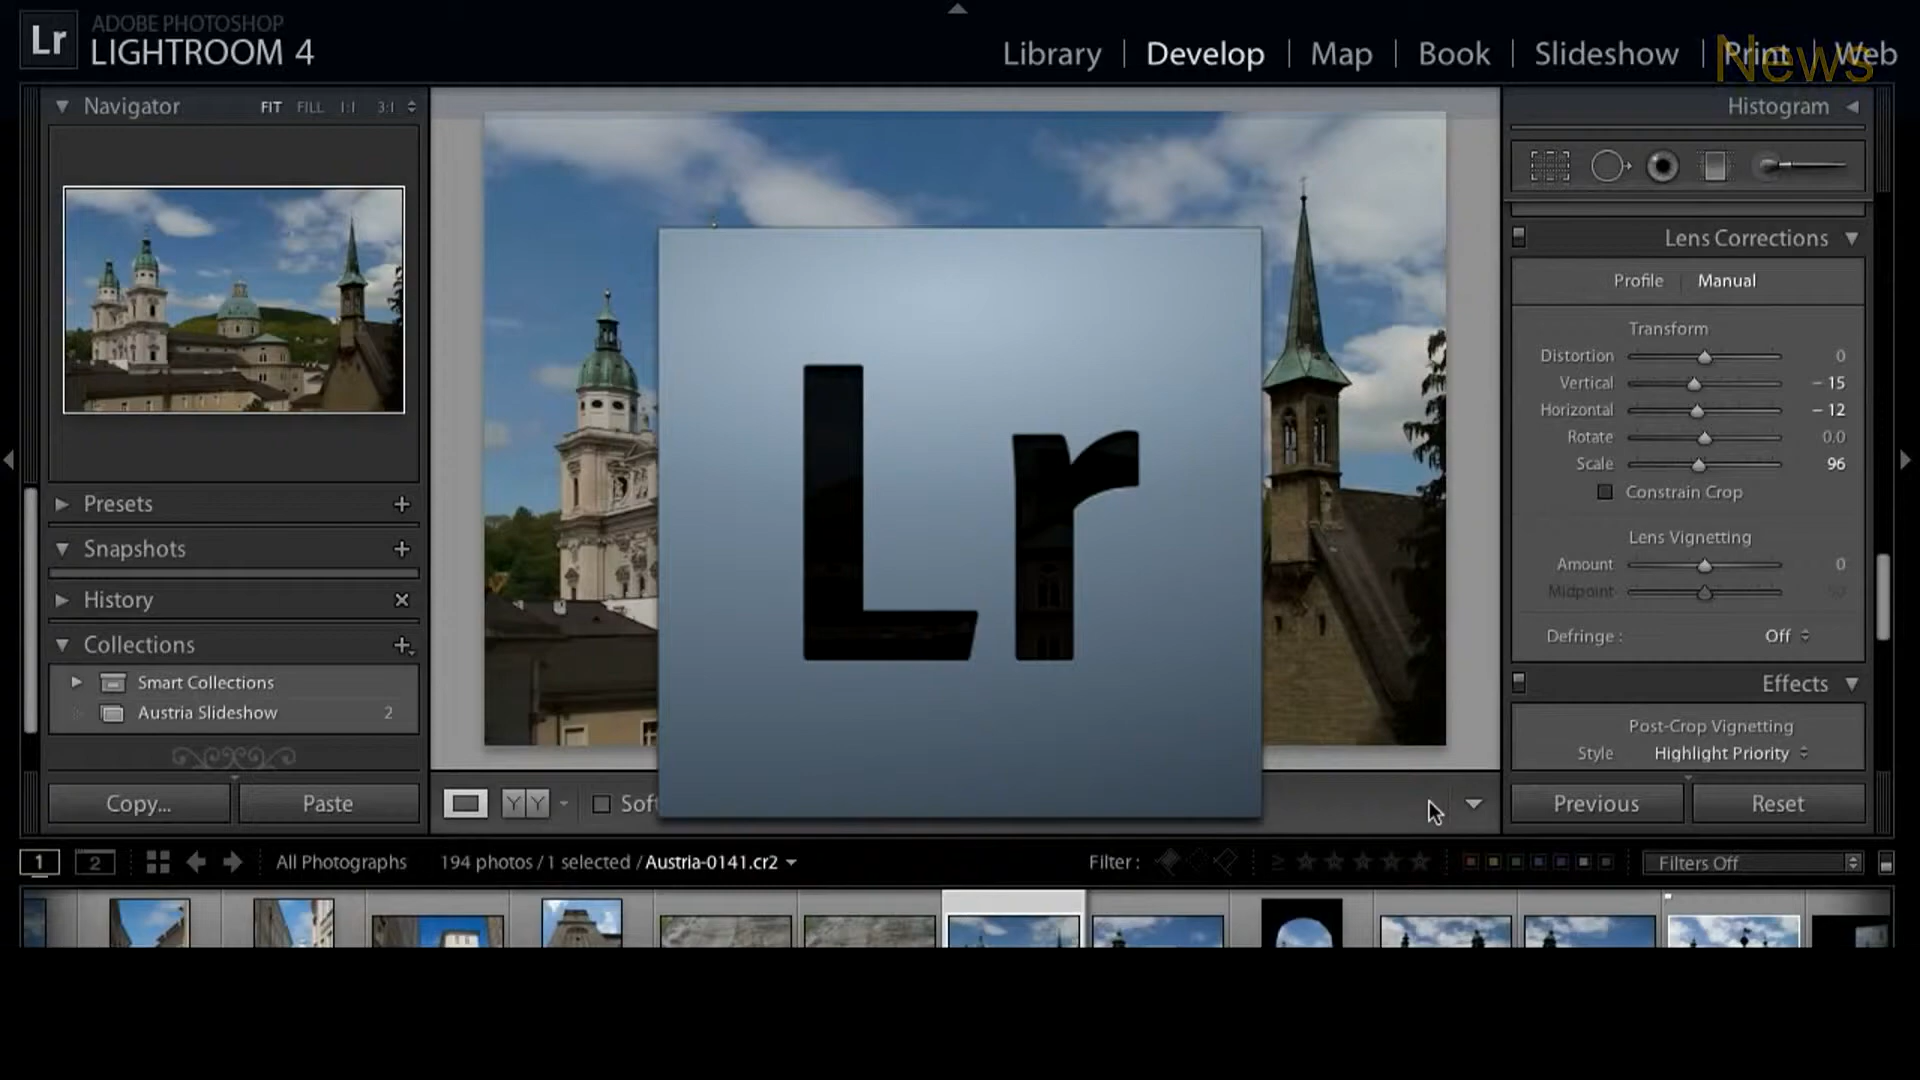 Lr ADOBE PHOTOSHOP
LIGHTROOM 4
Library | Develop | Map | Book | Slideshow | Print | Web
News
Navigator FIT FILL 1:1 3:1
Histogram
Lens Corrections
Profile | Manual
Transform
Distortion 0
Vertical - 15
Horizontal - 12
Rotate 0.0
Scale 96
Constrain Crop
Lens Vignetting
Amount 0
Midpoint
Defringe : Off
Effects
Post-Crop Vignetting
Style Highlight Priority
Previous Reset
Lr
Presets
Snapshots
History
Collections
Smart Collections
Austria Slideshow 2
Copy... Paste
YY Sof
1 2 All Photographs 194 photos / 1 selected / Austria-0141.cr2 Filter : Filters Off